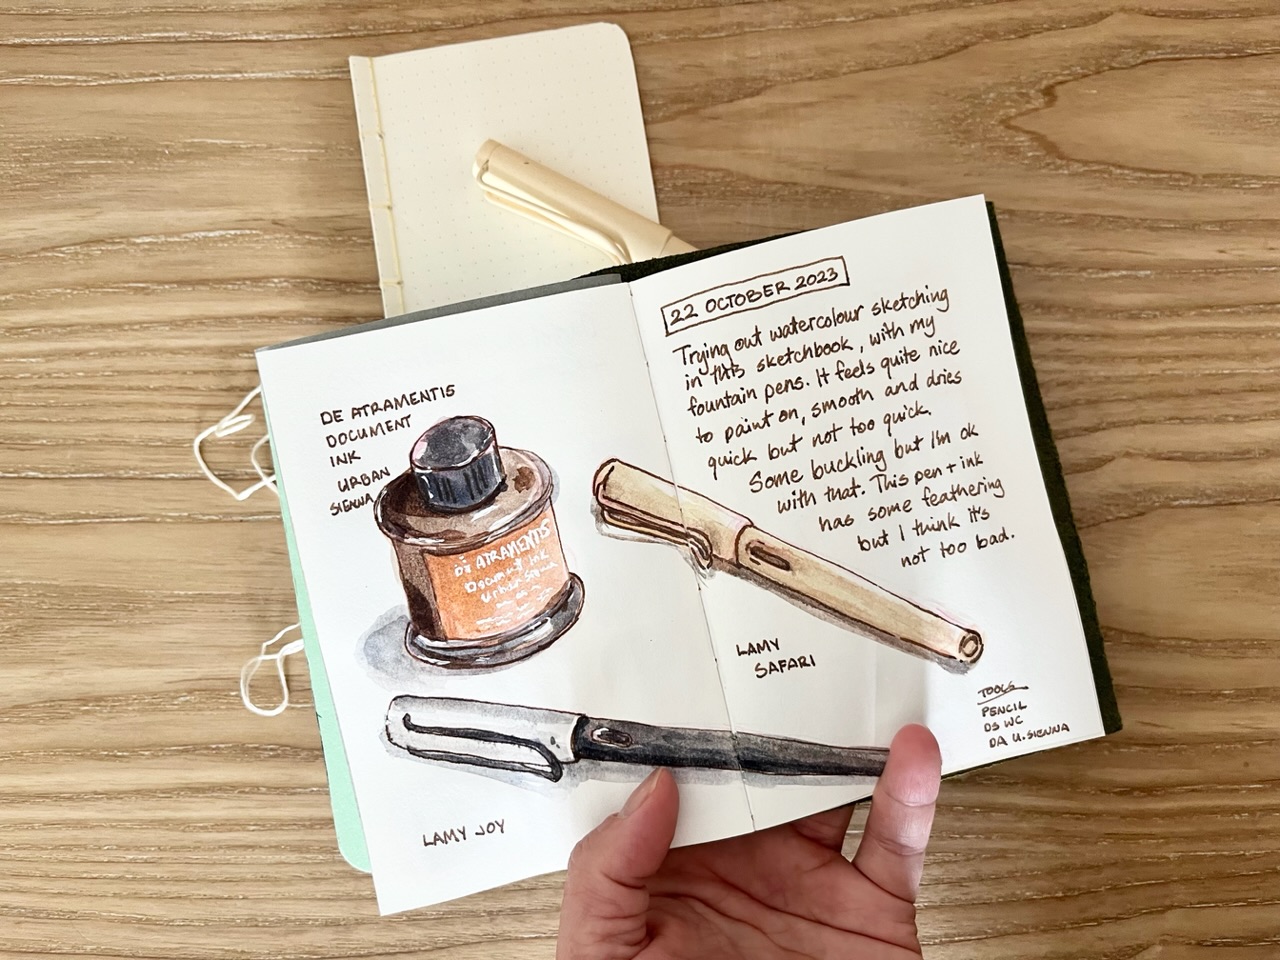 DE ATRAMENTIS
DOCUMENT
INK
URBAN
SIENNA
DE ATRAMENTIS
Document Ink
Urban Sienna
LAMY JOY
22 OCTOBER 2023
Trying out watercolour sketching
in this sketchbook, with my
fountain pens. It feels quite nice
to paint on, smooth and dries
quick but not too quick.
Some buckling but I'm ok
with that. This pen + ink
has some feathering
but I think it's
not too bad.
LAMY
SAFARI
TOOLS
PENCIL
DS WC
DA U.SIENNA